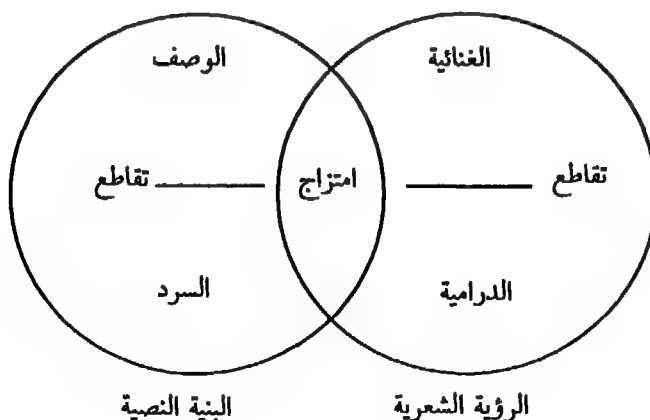 الغنائية
الوصف
تقاطع
امتزاج
تقاطع
الدرامية
السرد
الرؤية الشعرية
البنية النصية